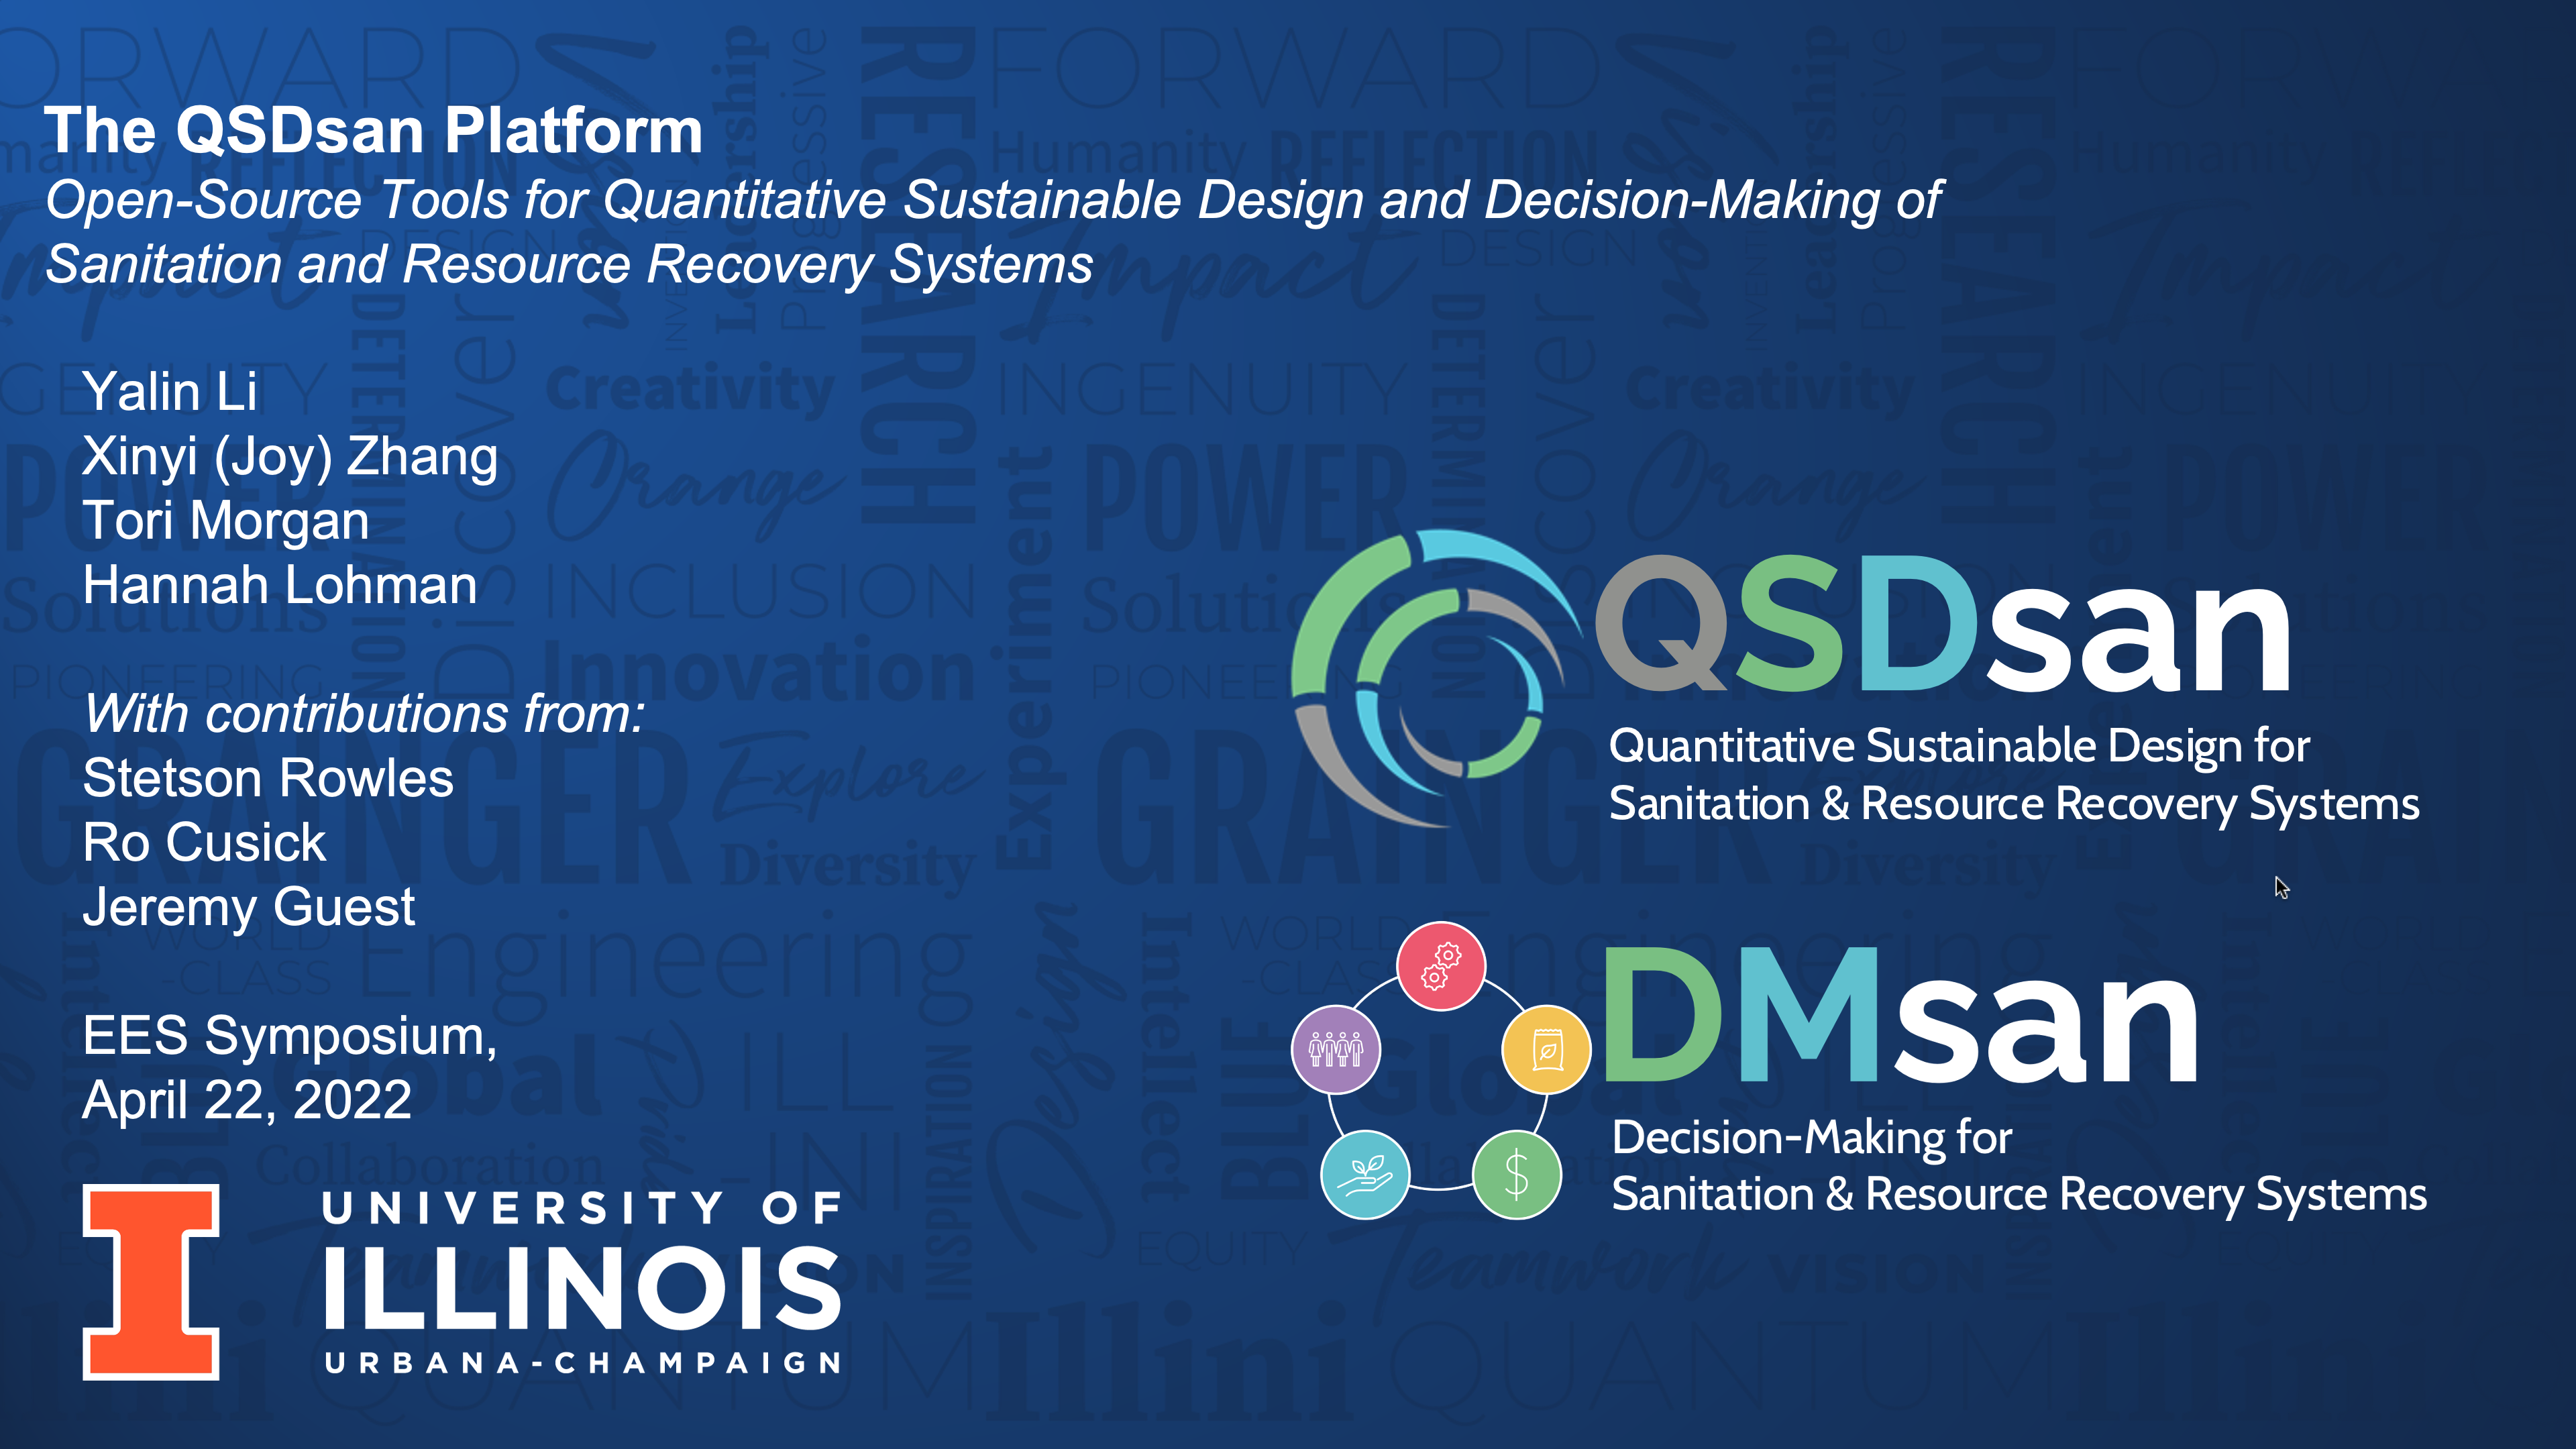 The QSDsan Platform
Open-Source Tools for Quantitative Sustainable Design and Decision-Making of
Sanitation and Resource Recovery Systems
Yalin Li
Xinyi (Joy) Zhang
Tori Morgan
Hannah Lohman
With contributions from:
Stetson Rowles
Ro Cusick
Jeremy Guest
EES Symposium,
April 22, 2022
UNIVERSITY OF
ILLINOIS
URBANA-CHAMPAIGN
QSDsan
Quantitative Sustainable Design for
Sanitation & Resource Recovery Systems
DMsan
Decision-Making for
Sanitation & Resource Recovery Systems